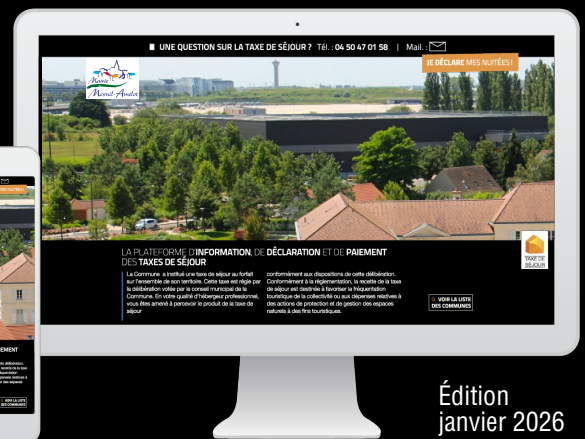 UNE QUESTION SUR LA TAXE DE SÉJOUR ? Tél. : 04 50 47 01 58 | Mail. :
JE DÉCLARE MES NUITÉES !
Mairie
Mesnil-Amelot
LA PLATEFORME D'INFORMATION, DE DÉCLARATION ET DE PAIEMENT
DES TAXES DE SÉJOUR
La Commune a institué une taxe de séjour au forfait
sur l'ensemble de son territoire. Cette taxe est régie par
la délibération votée par le conseil municipal de la
Commune. En votre qualité d'hébergeur professionnel,
vous êtes amené à percevoir le produit de la taxe de
séjour
conformément aux dispositions de cette délibération.
Conformément à la réglementation, la recette de la taxe
de séjour est destinée à favoriser la fréquentation
touristique de la collectivité ou aux dépenses relatives à
des actions de protection et de gestion des espaces
naturels à des fins touristiques.
TAXE DE
SÉJOUR
VOIR LA LISTE
DES COMMUNES
EMENT
VOIR LA LISTE
DES COMMUNES
Édition
janvier 2026